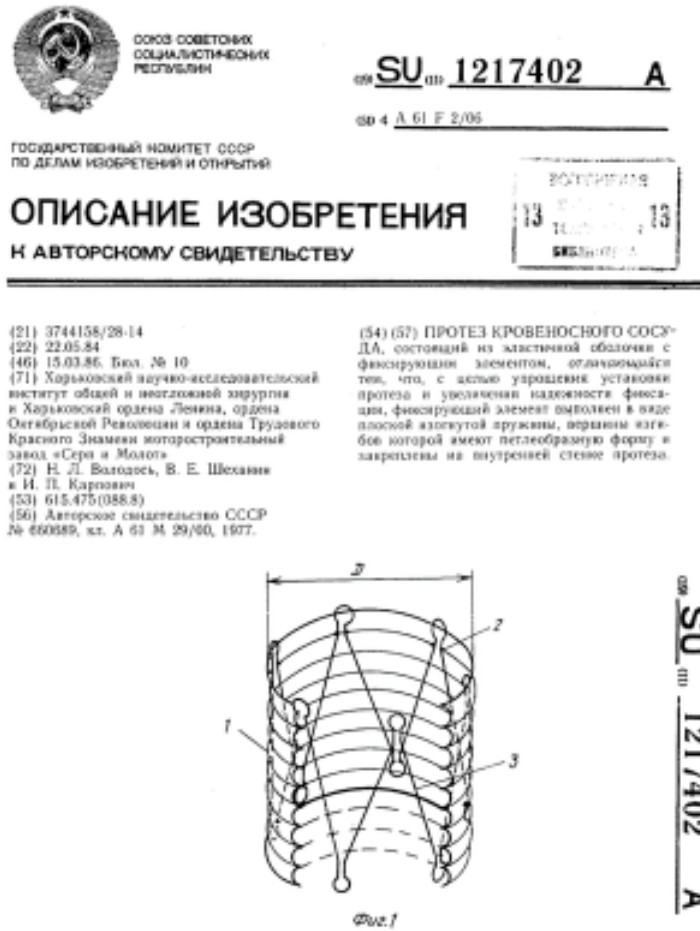 СОЮЗ СОВЕТСКИХ
СОЦИАЛИСТИЧЕСКИХ
РЕСПУБЛИК
(19) SU (11) 1217402 A
(51) 4 A 61 F 2/06
ГОСУДАРСТВЕННЫЙ КОМИТЕТ СССР
ПО ДЕЛАМ ИЗОБРЕТЕНИЙ И ОТКРЫТИЙ
ОПИСАНИЕ ИЗОБРЕТЕНИЯ
К АВТОРСКОМУ СВИДЕТЕЛЬСТВУ
13 13
(21) 3744158/28-14
(22) 22.05.84
(46) 15.03.86. Бюл. № 10
(71) Харьковский научно-исследовательский
институт общей и неотложной хирургии
и Харьковский ордена Ленина, ордена
Октябрьской Революции и ордена Трудового
Красного Знамени моторостроительный
завод «Серп и Молот»
(72) Н. Л. Володось, В. Е. Шеханин
и И. П. Карпович
(53) 615.475(088.8)
(56) Авторское свидетельство СССР
№ 660689, кл. А 61 М 29/00, 1977.
(54) (57) ПРОТЕЗ КРОВЕНОСНОГО СОСУ-
ДА, состоящий из эластичной оболочки с
фиксирующим элементом, отличающийся
тем, что, с целью упрощения установки
протеза и увеличения надежности фикса-
ции, фиксирующий элемент выполнен в виде
плоской изогнутой пружины, вершины изги-
бов которой имеют петлеобразную форму и
закреплены на внутренней стенке протеза.
D
2
1
3
Фиг.1
(19) SU (11) 1217402 A